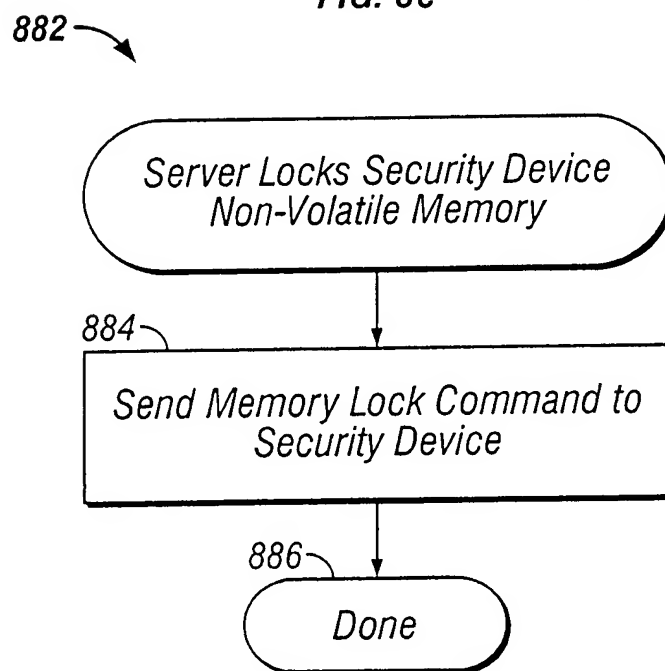 882
Server Locks Security Device
Non-Volatile Memory
884
Send Memory Lock Command to
Security Device
886
Done